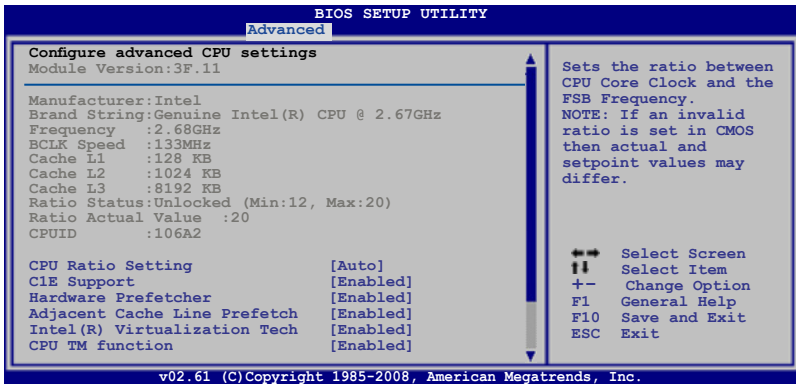 BIOS SETUP UTILITY
Advanced
Configure advanced CPU settings
Module Version:3F.11
Manufacturer:Intel
Brand String:Genuine Intel(R) CPU @ 2.67GHz
Frequency :2.68GHz
BCLK Speed :133MHz
Cache L1 :128 KB
Cache L2 :1024 KB
Cache L3 :8192 KB
Ratio Status:Unlocked (Min:12, Max:20)
Ratio Actual Value :20
CPUID :106A2
CPU Ratio Setting [Auto]
C1E Support [Enabled]
Hardware Prefetcher [Enabled]
Adjacent Cache Line Prefetch [Enabled]
Intel(R) Virtualization Tech [Enabled]
CPU TM function [Enabled]
Sets the ratio between
CPU Core Clock and the
FSB Frequency.
NOTE: If an invalid
ratio is set in CMOS
then actual and
setpoint values may
differ.
Select Screen
Select Item
+- Change Option
F1 General Help
F10 Save and Exit
ESC Exit
v02.61 (C)Copyright 1985-2008, American Megatrends, Inc.